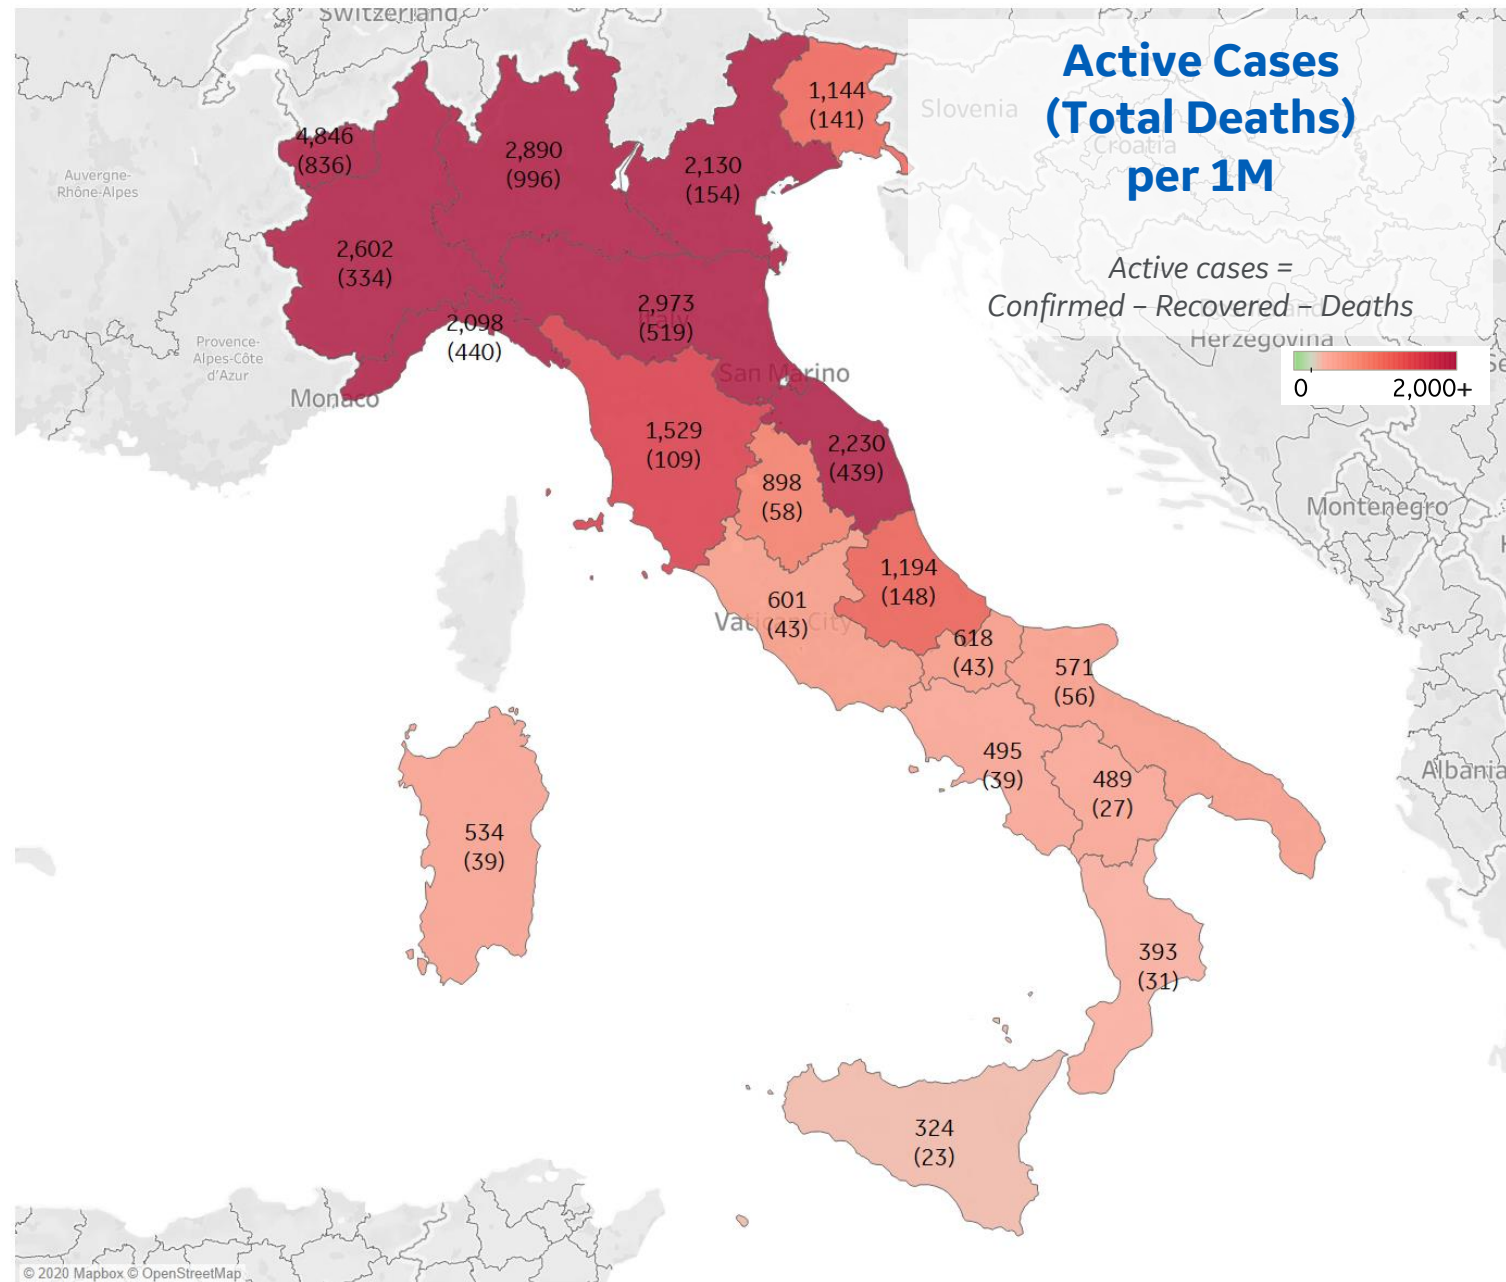 Switzerland
Active Cases
(Total Deaths)
per 1M
Active cases =
Confirmed – Recovered – Deaths
0
2,000+
Slovenia
Croatia
Herzegovina
1,144
(141)
4,846
(836)
2,890
(996)
2,130
(154)
Auvergne-
Rhône-Alpes
2,602
(334)
2,973
Italy
(519)
2,098
(440)
Provence-
Alpes-Côte
d'Azur
Monaco
San Marino
1,529
(109)
2,230
(439)
898
(58)
Montenegro
1,194
(148)
601
(43)
Vatican City
618
(43)
571
(56)
495
(39)
489
(27)
Albania
534
(39)
393
(31)
324
(23)
© 2020 Mapbox © OpenStreetMap